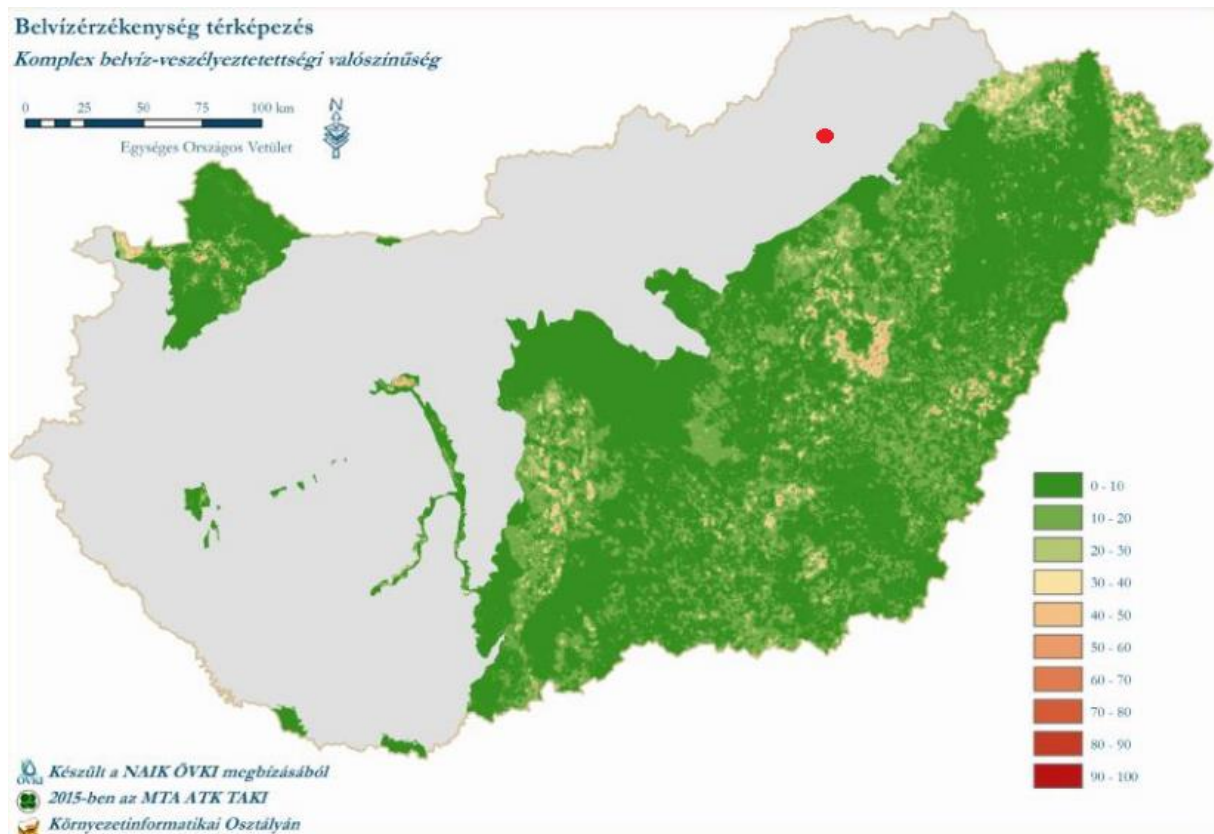 Belvízérzékenység térképezés
Komplex belvíz-veszélyeztetettségi valószínűség
0 25 50 75 100 km
N
Egységes Országos Vetület
0 - 10
10 - 20
20 - 30
30 - 40
40 - 50
50 - 60
60 - 70
70 - 80
80 - 90
90 - 100
ÖVKI Készült a NAIK ÖVKI megbízásából
2015-ben az MTA ATK TAKI
Környezetinformatikai Osztályán